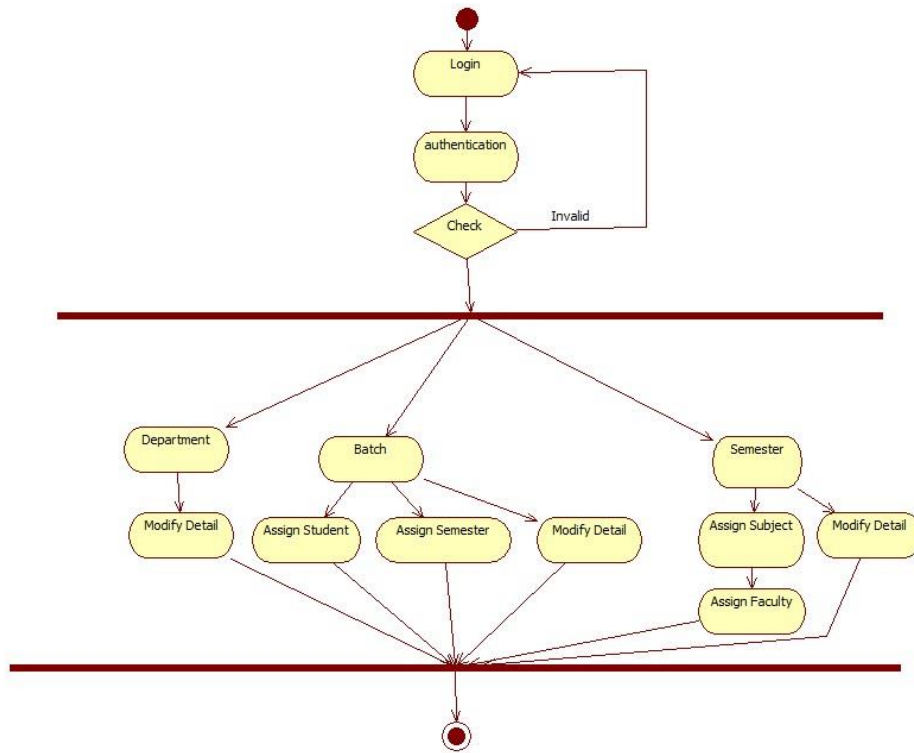 Login
authentication
Check
Invalid
Department
Batch
Semester
Modify Detail
Assign Student
Assign Semester
Modify Detail
Assign Subject
Modify Detail
Assign Faculty